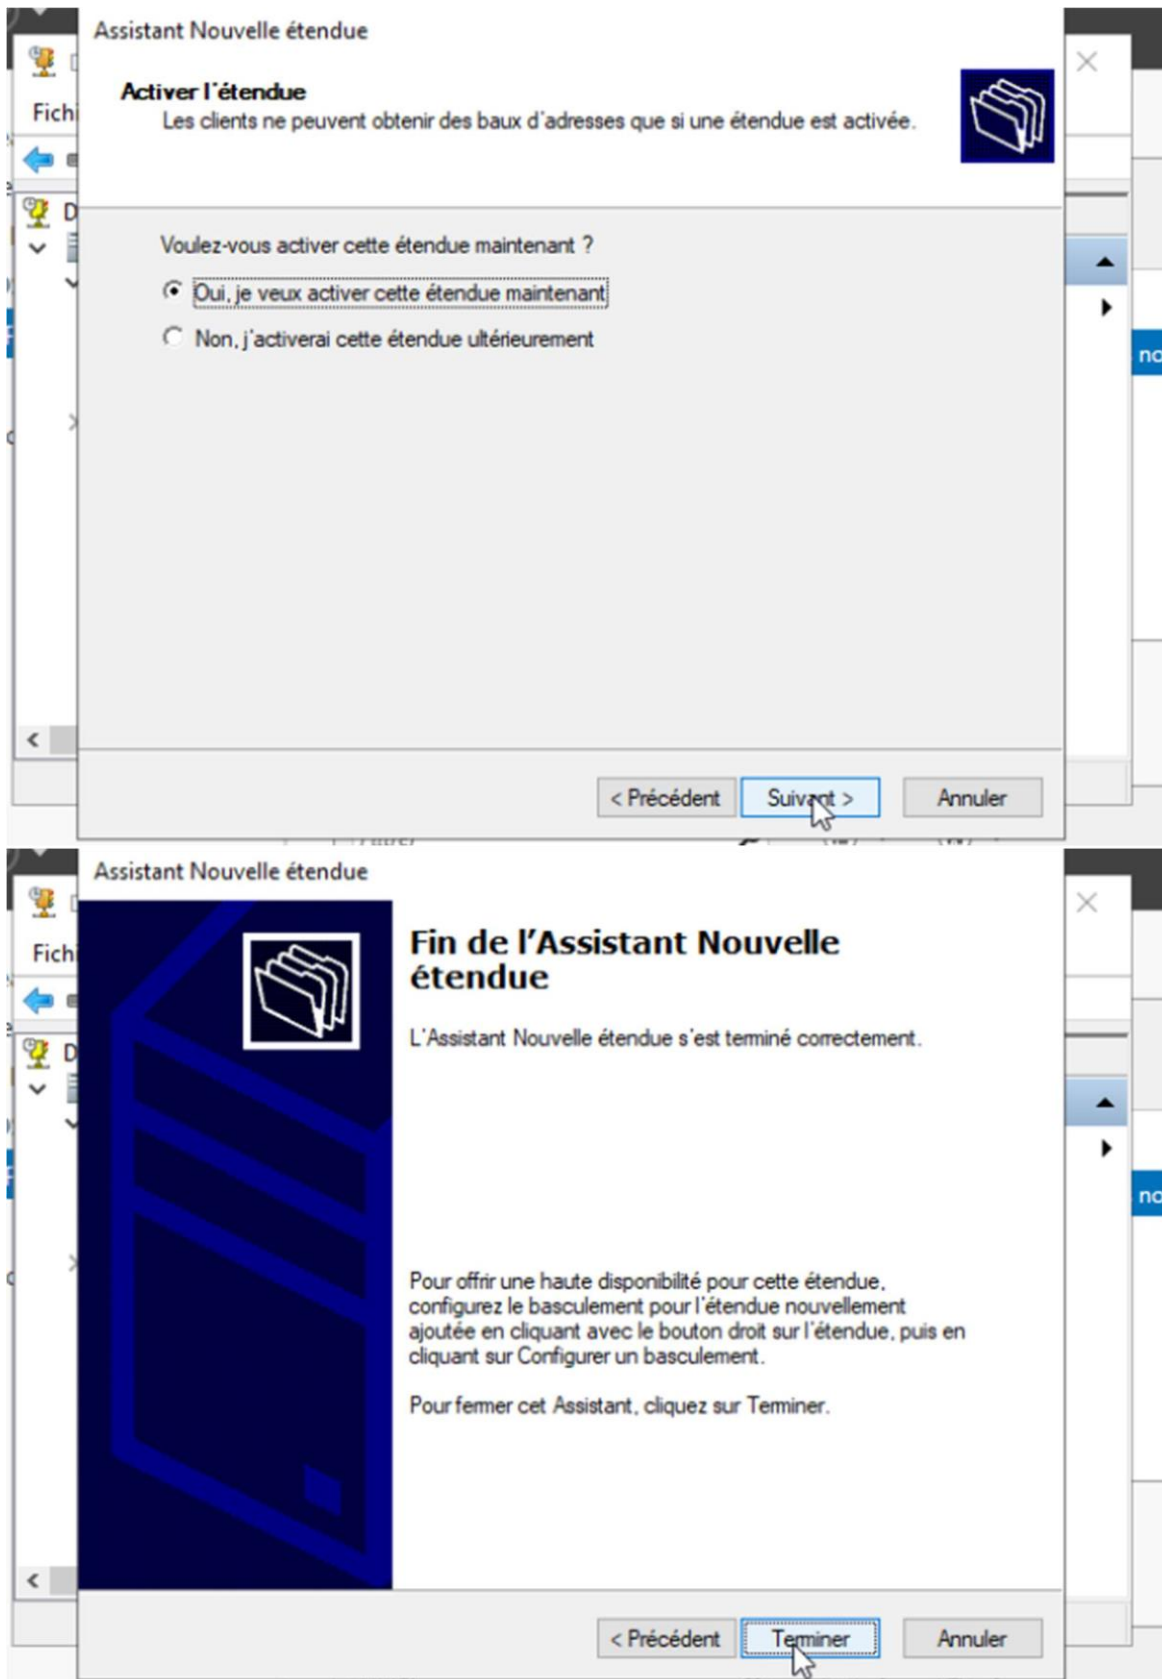 Assistant Nouvelle étendue
Activer l'étendue
Les clients ne peuvent obtenir des baux d'adresses que si une étendue est activée.
Fichi
D
Voulez-vous activer cette étendue maintenant ?
Oui, je veux activer cette étendue maintenant
Non, j'activerai cette étendue ultérieurement
no
< Précédent
Suivant >
Annuler
Assistant Nouvelle étendue
Fin de l'Assistant Nouvelle
étendue
Fichi
L'Assistant Nouvelle étendue s'est terminé correctement.
D
no
Pour offrir une haute disponibilité pour cette étendue,
configurez le basculement pour l'étendue nouvellement
ajoutée en cliquant avec le bouton droit sur l'étendue, puis en
cliquant sur Configurer un basculement.
Pour fermer cet Assistant, cliquez sur Terminer.
< Précédent
Terminer
Annuler